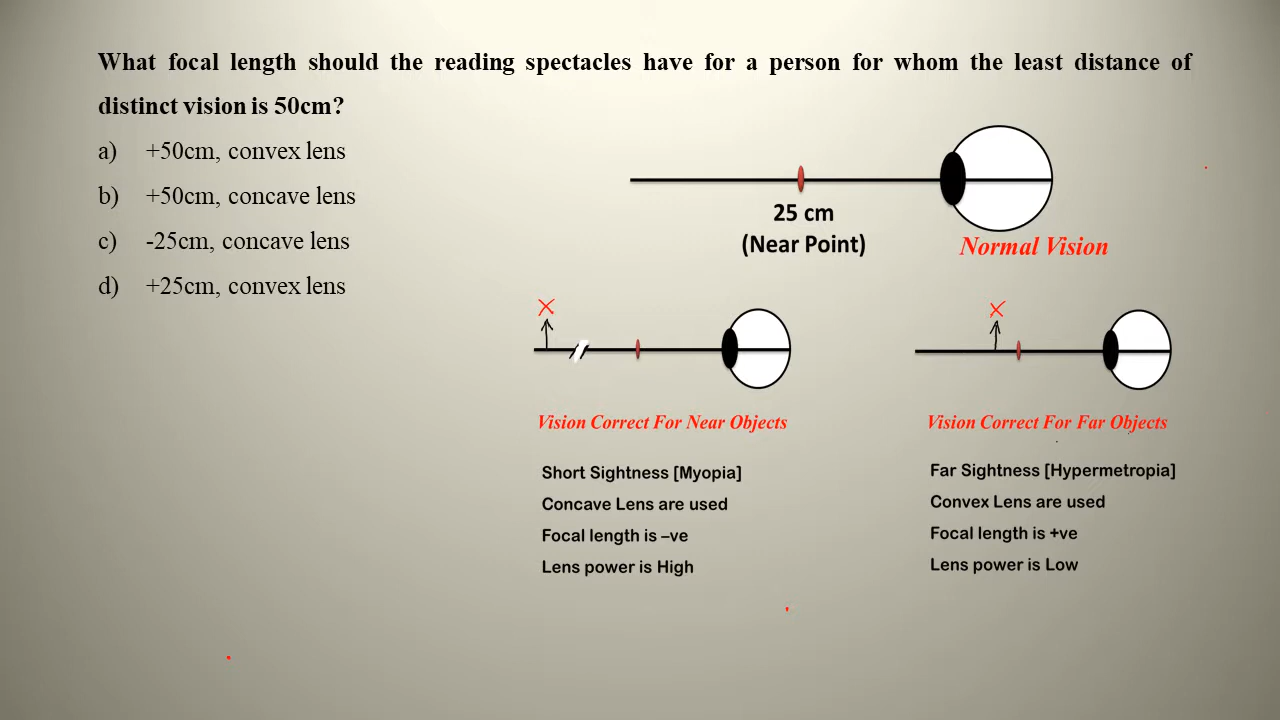 What focal length should the reading spectacles have for a person for whom the least distance of
distinct vision is 50cm?
a) +50cm, convex lens
b) +50cm, concave lens
c) -25cm, concave lens
d) +25cm, convex lens
25 cm
(Near Point)
Normal Vision
Vision Correct For Near Objects
Short Sightness [Myopia]
Concave Lens are used
Focal length is –ve
Lens power is High
Vision Correct For Far Objects
Far Sightness [Hypermetropia]
Convex Lens are used
Focal length is +ve
Lens power is Low